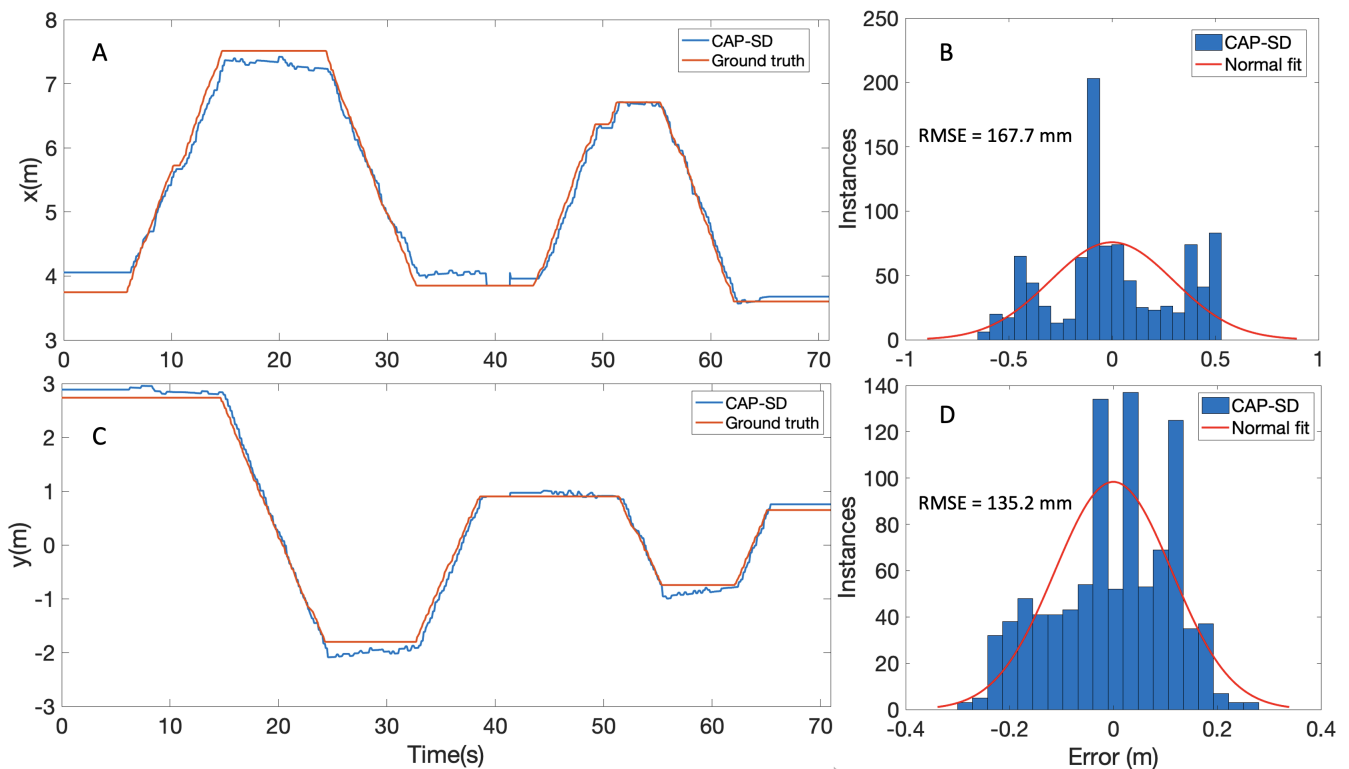 A
CAP-SD
Ground truth
x(m)
8
7
6
5
4
3
0 10 20 30 40 50 60 70
B
CAP-SD
Normal fit
RMSE = 167.7 mm
Instances
250
200
150
100
50
0
-1 -0.5 0 0.5 1
C
CAP-SD
Ground truth
y(m)
3
2
1
0
-1
-2
-3
0 10 20 30 40 50 60 70
Time(s)
D
CAP-SD
Normal fit
RMSE = 135.2 mm
Instances
140
120
100
80
60
40
20
0
-0.4 -0.2 0 0.2 0.4
Error (m)